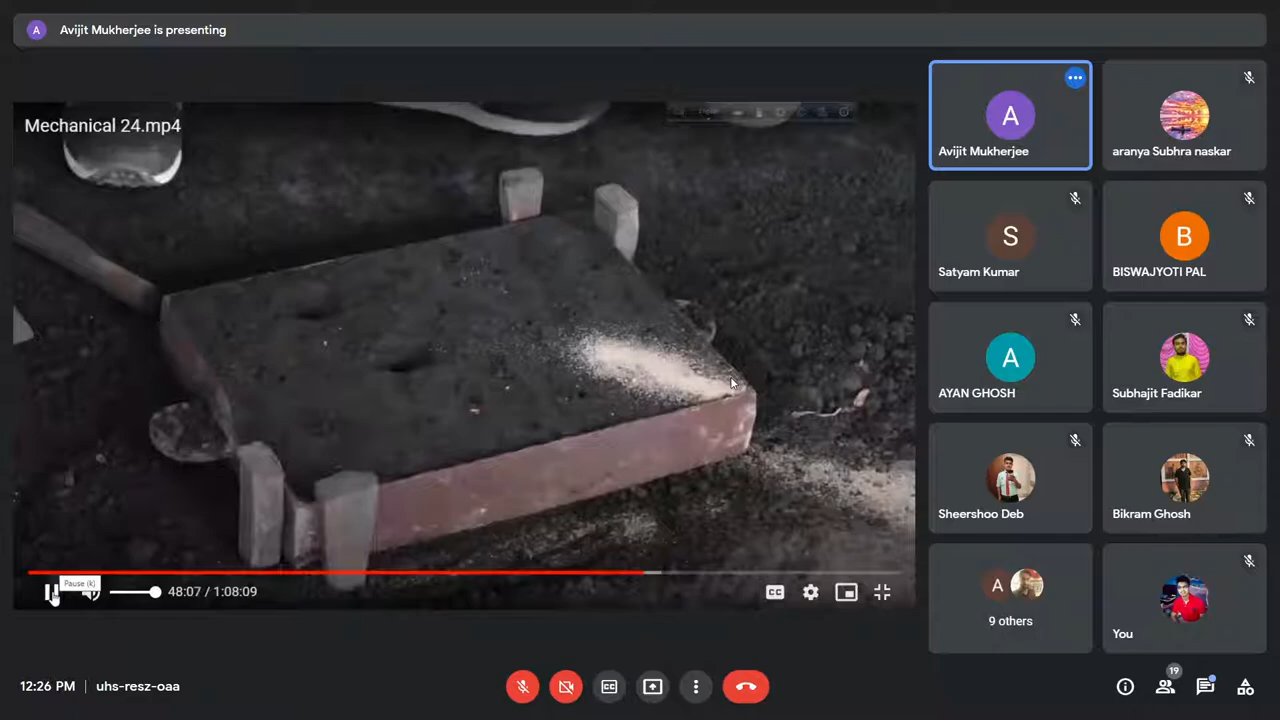 A
Avijit Mukherjee is presenting
Mechanical 24.mp4
Pause (k)
48:07 / 1:08:09
CC
A
Avijit Mukherjee
aranya Subhra naskar
S
Satyam Kumar
B
BISWAJYOTI PAL
A
AYAN GHOSH
Subhajit Fadikar
Sheershoo Deb
Bikram Ghosh
A
9 others
You
12:26 PM | uhs-resz-oaa
CC
19